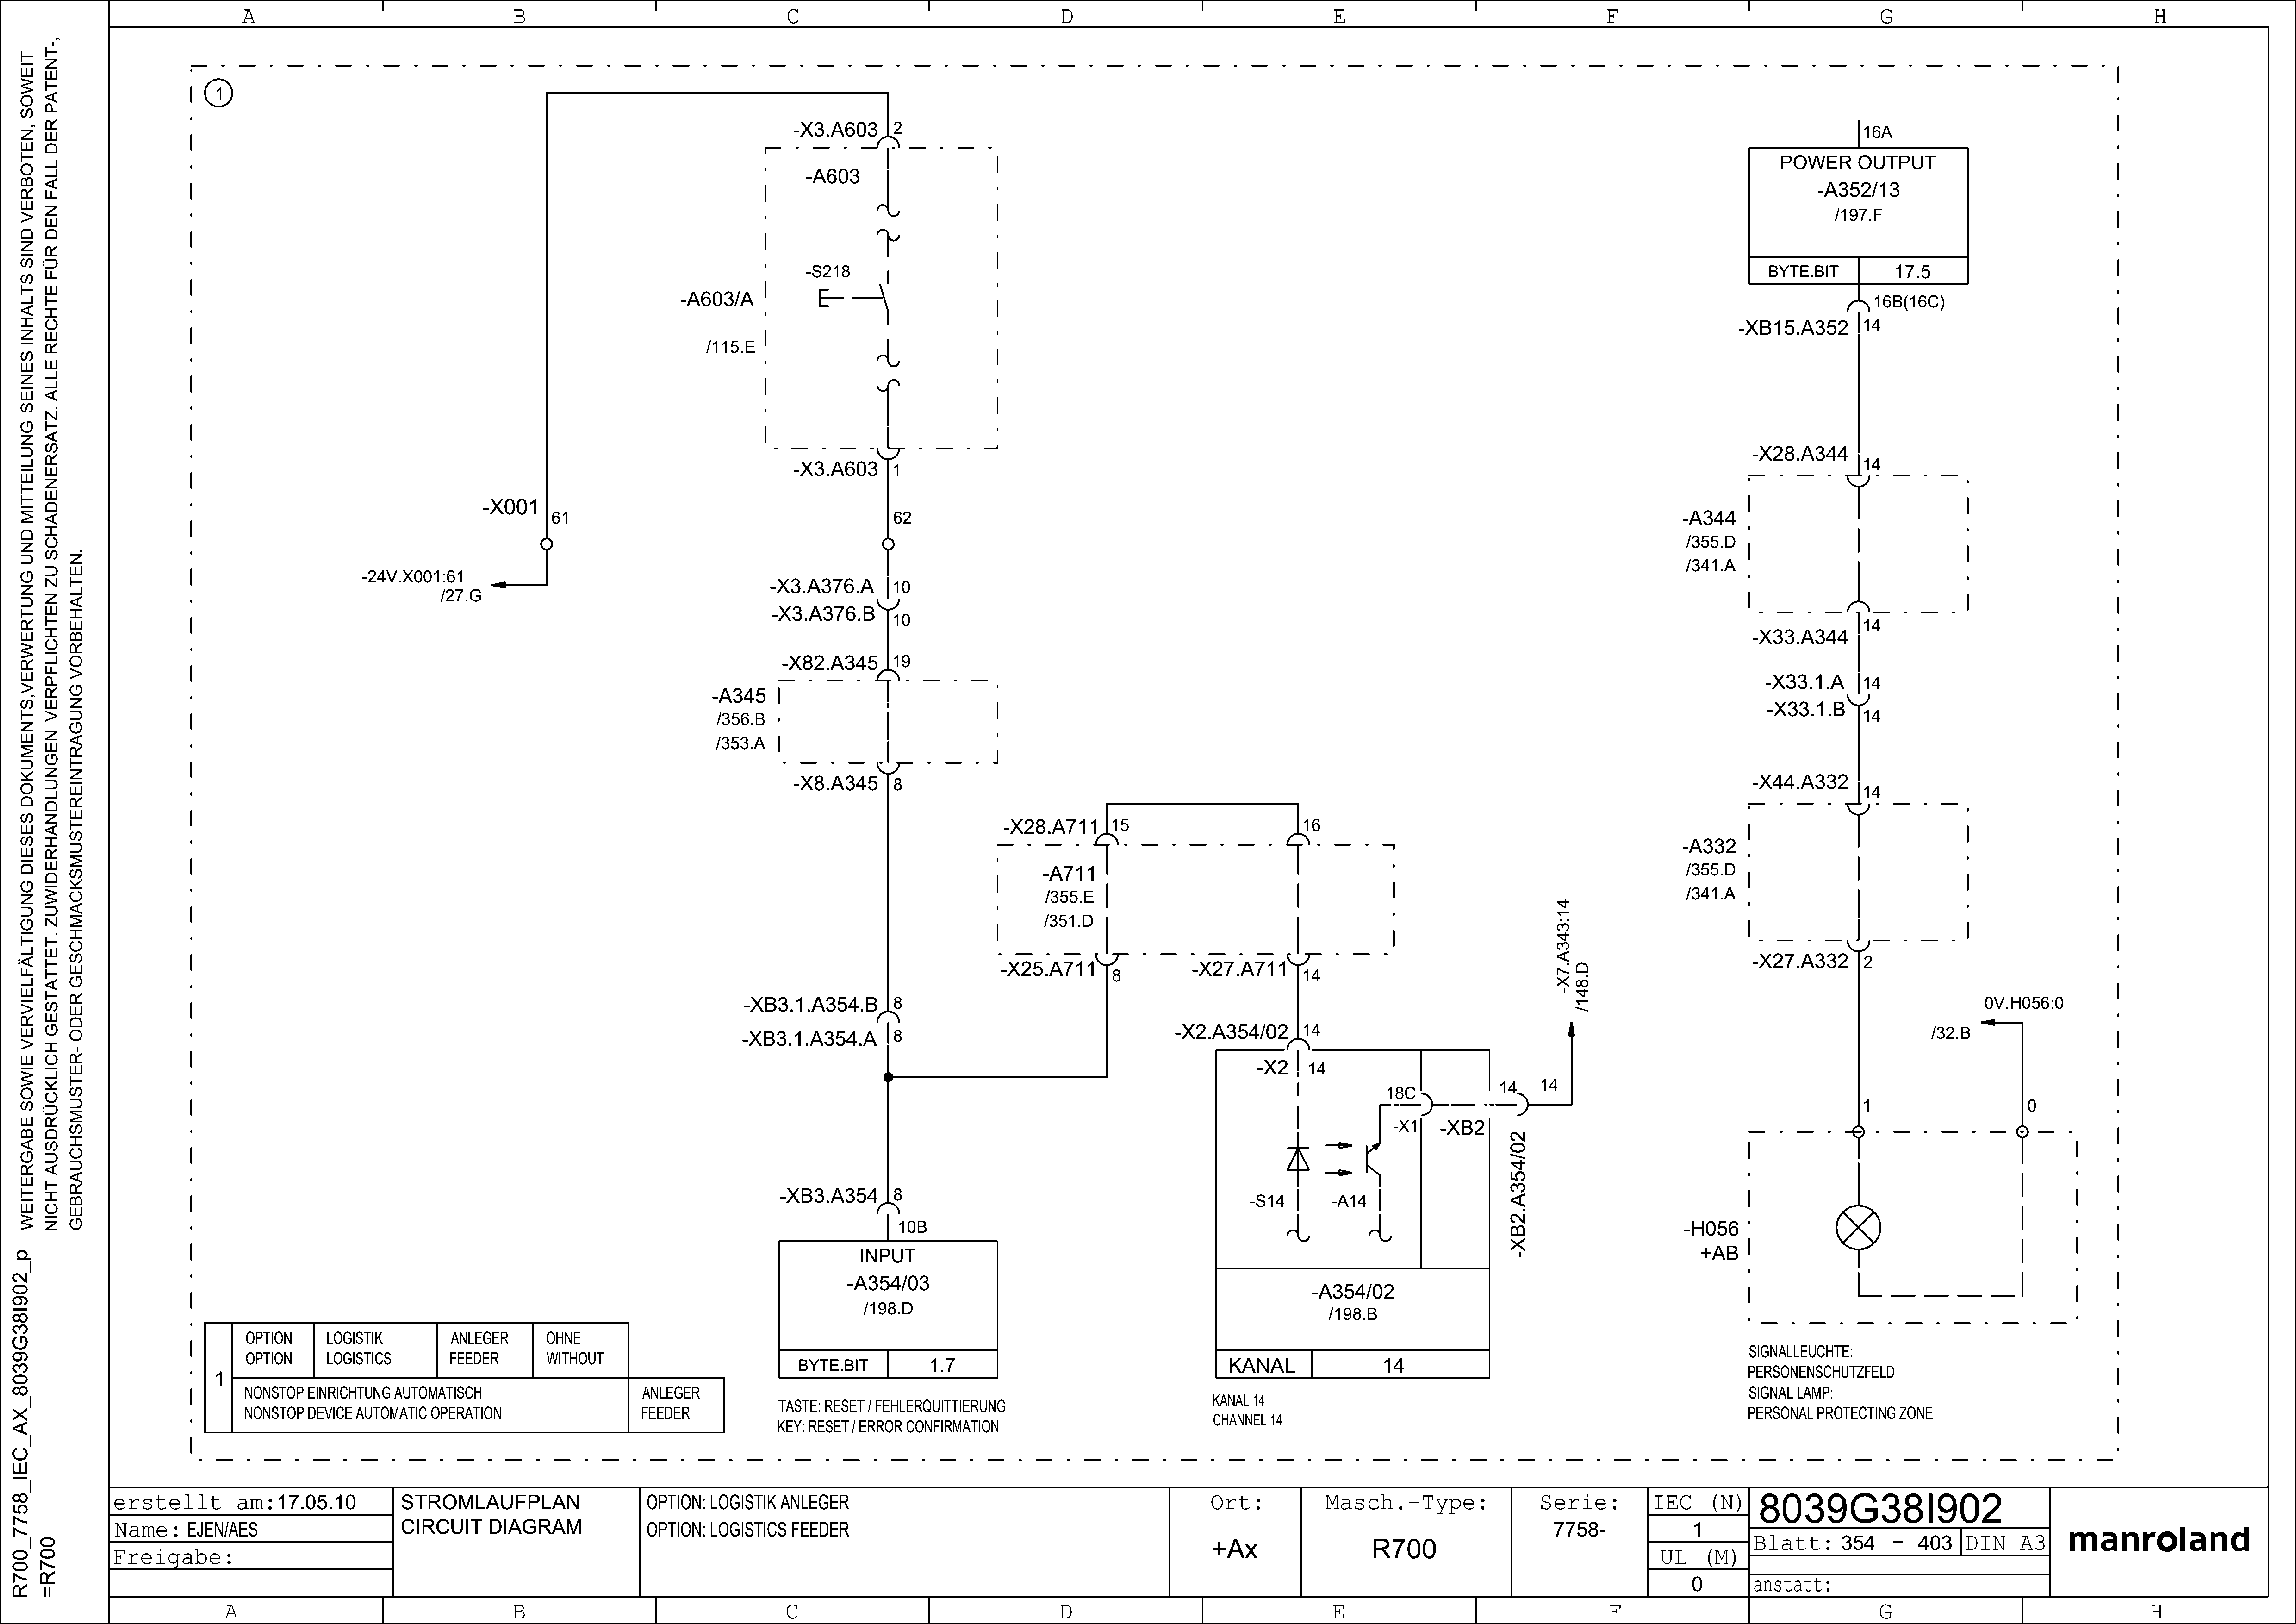 A B C D E F G H
WEITERGABE SOWIE VERVIELFÄLTIGUNG DIESES DOKUMENTS,VERWERTUNG UND MITTEILUNG SEINES INHALTS SIND VERBOTEN, SOWEIT
NICHT AUSDRÜCKLICH GESTATTET. ZUWIDERHANDLUNGEN VERPFLICHTEN ZU SCHADENERSATZ. ALLE RECHTE FÜR DEN FALL DER PATENT-,
GEBRAUCHSMUSTER- ODER GESCHMACKSMUSTEREINTRAGUNG VORBEHALTEN.
R700_7758_IEC_AX_8039G38I902_p
=R700
1
-X001
61
-24V.X001:61
/27.G
-X3.A603 2
-A603
-S218
-A603/A
/115.E
-X3.A603 1
62
-X3.A376.A 10
-X3.A376.B 10
-X82.A345 19
-A345
/356.B
/353.A
-X8.A345 8
-XB3.1.A354.B 8
-XB3.1.A354.A 8
-XB3.A354 8
10B
INPUT
-A354/03
/198.D
BYTE.BIT 1.7
TASTE: RESET / FEHLERQUITTIERUNG
KEY: RESET / ERROR CONFIRMATION
-X28.A711 15 16
-A711
/355.E
/351.D
-X25.A711 8
-X27.A711 14
-X2.A354/02 14
-X2 14
18C
-X1
-XB2
14 14
-X7.A343:14
/148.D
-XB2.A354/02
-S14
-A14
-A354/02
/198.B
KANAL 14
KANAL 14
CHANNEL 14
16A
POWER OUTPUT
-A352/13
/197.F
BYTE.BIT 17.5
16B(16C)
-XB15.A352 14
-X28.A344 14
-A344
/355.D
/341.A
-X33.A344 14
-X33.1.A 14
-X33.1.B 14
-X44.A332 14
-A332
/355.D
/341.A
-X27.A332 2
0V.H056:0
/32.B
1 0
-H056
+AB
SIGNALLEUCHTE:
PERSONENSCHUTZFELD
SIGNAL LAMP:
PERSONAL PROTECTING ZONE
1
OPTION LOGISTIK ANLEGER OHNE
OPTION LOGISTICS FEEDER WITHOUT
NONSTOP EINRICHTUNG AUTOMATISCH ANLEGER
NONSTOP DEVICE AUTOMATIC OPERATION FEEDER
erstellt am:17.05.10
Name: EJEN/AES
Freigabe:
STROMLAUFPLAN
CIRCUIT DIAGRAM
OPTION: LOGISTIK ANLEGER
OPTION: LOGISTICS FEEDER
Ort:
+Ax
Masch.-Type:
R700
Serie:
7758-
IEC (N)
1
UL (M)
0
8039G38I902
Blatt: 354 - 403 DIN A3
anstatt:
manroland
A B C D E F G H